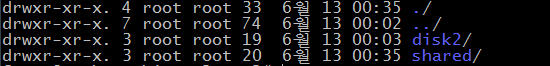 drwxr-xr-x. 4 root root 33  6월 13 00:35 ./
drwxr-xr-x. 7 root root 74  6월 13 00:02 ../
drwxr-xr-x. 3 root root 19  6월 13 00:03 disk2/
drwxr-xr-x. 3 root root 20  6월 13 00:35 shared/